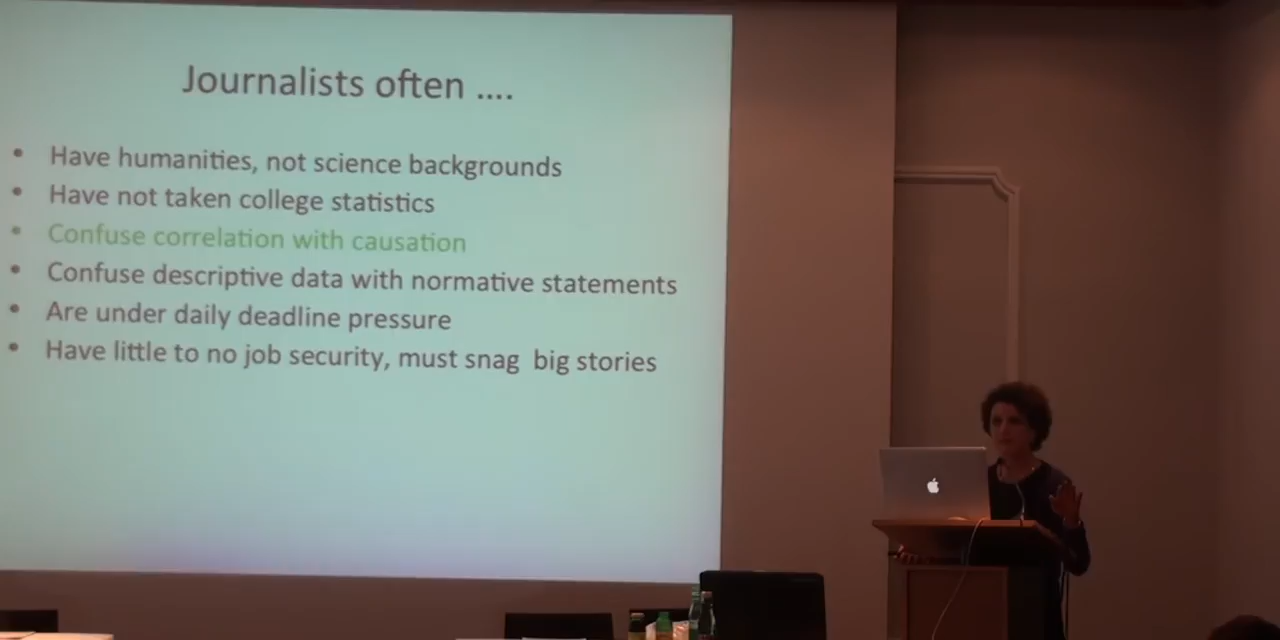 Journalists often ....
• Have humanities, not science backgrounds
• Have not taken college statistics
• Confuse correlation with causation
• Confuse descriptive data with normative statements
• Are under daily deadline pressure
• Have little to no job security, must snag  big stories